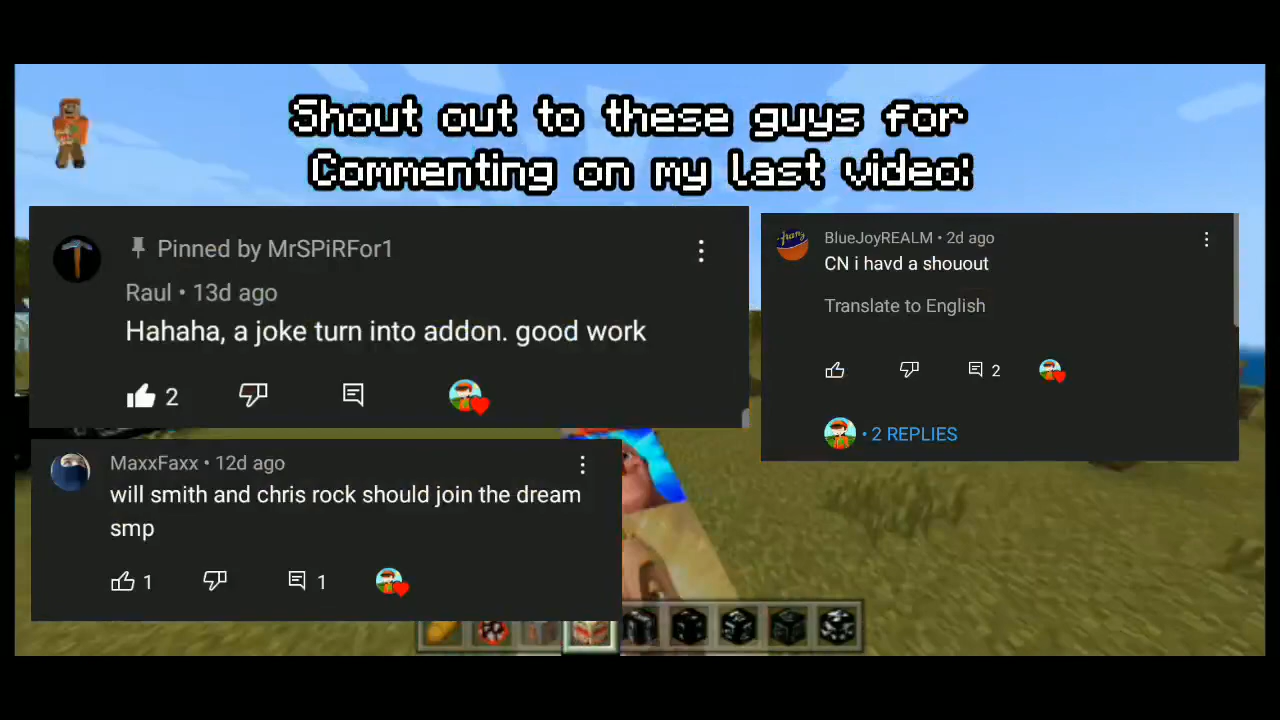 Shout out to these guys for
Commenting on my last video:
Pinned by MrSPiRFor1
Raul • 13d ago
Hahaha, a joke turn into addon. good work
2
BlueJoyREALM • 2d ago
CN i havd a shouout
Translate to English
2
• 2 REPLIES
MaxxFaxx • 12d ago
will smith and chris rock should join the dream
smp
1
1